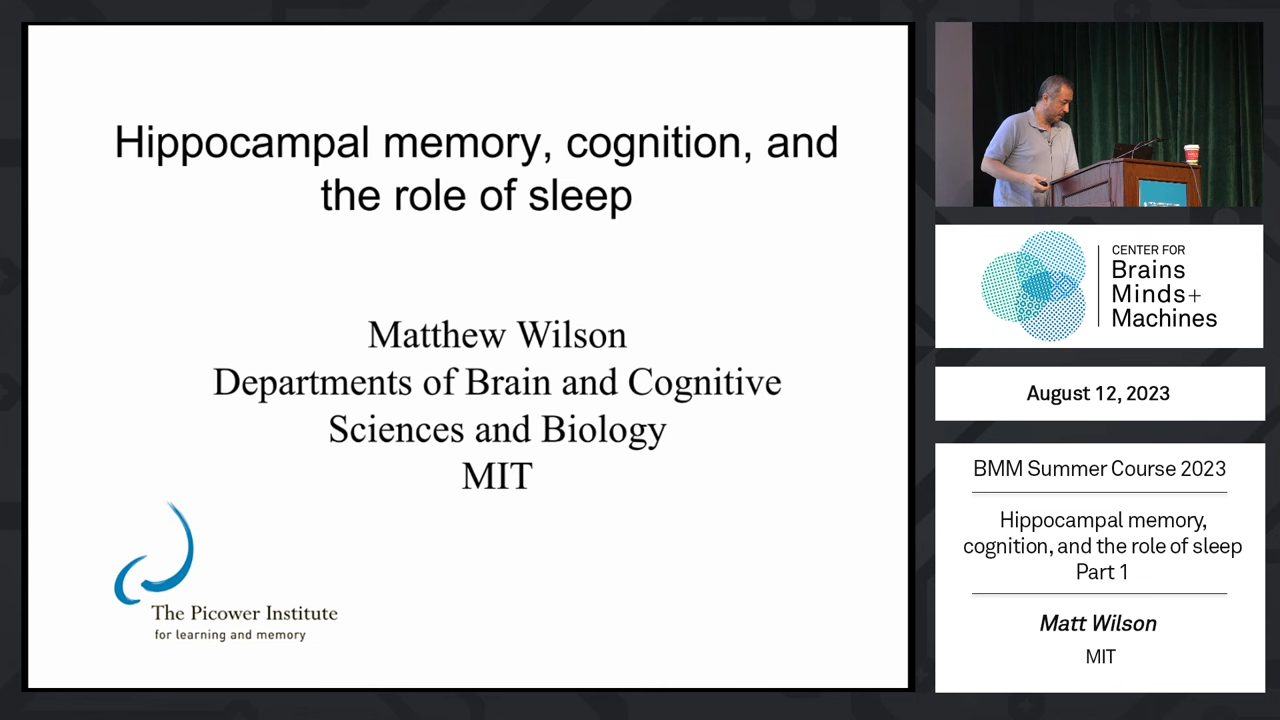 Hippocampal memory, cognition, and
the role of sleep
Matthew Wilson
Departments of Brain and Cognitive
Sciences and Biology
MIT
The Picower Institute
for learning and memory
CENTER FOR
Brains
Minds+
Machines
August 12, 2023
BMM Summer Course 2023
Hippocampal memory,
cognition, and the role of sleep
Part 1
Matt Wilson
MIT